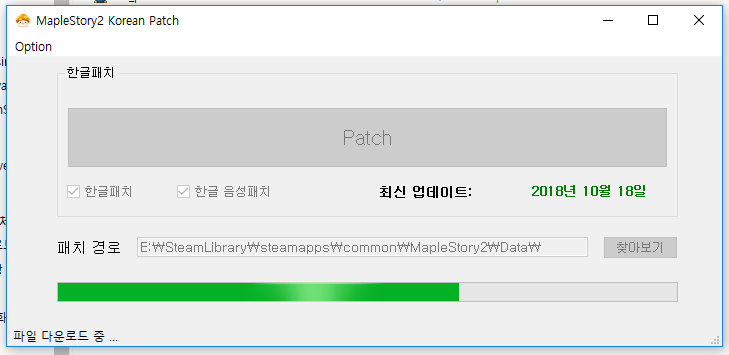 MapleStory2 Korean Patch
Option
한글패치
Patch
한글패치 한글 음성패치 최신 업데이트: 2018년 10월 18일
패치 경로 E:₩SteamLibrary₩steamapps₩common₩MapleStory2₩Data₩ 찾아보기
파일 다운로드 중 ...